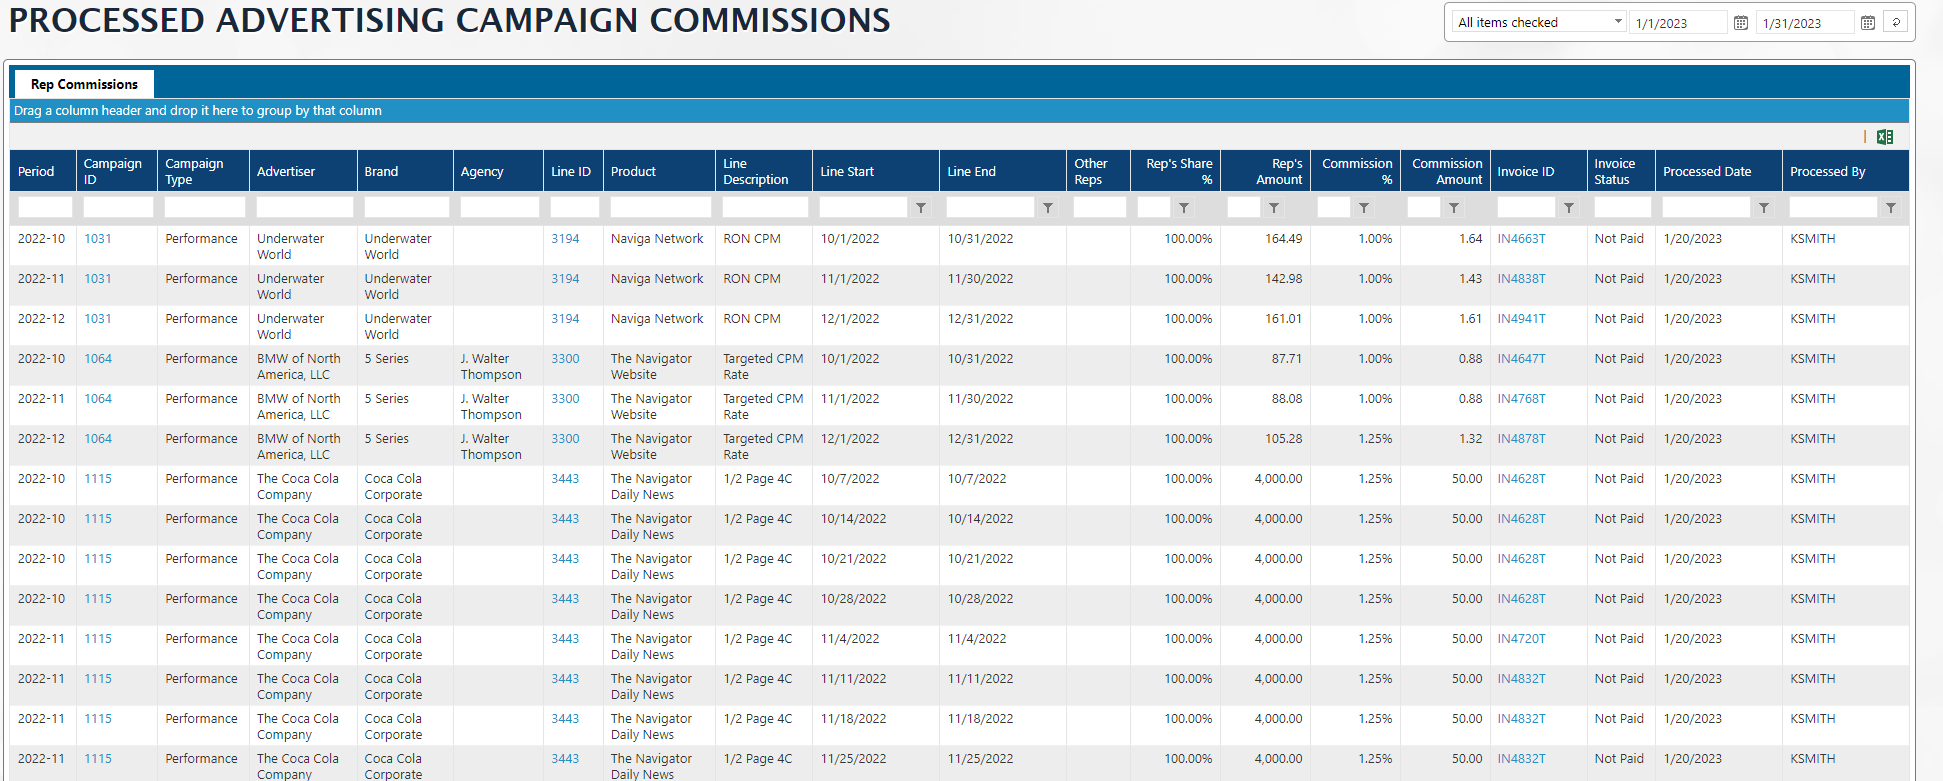 PROCESSED ADVERTISING CAMPAIGN COMMISSIONS
All items checked 1/1/2023 1/31/2023
Rep Commissions
Drag a column header and drop it here to group by that column
Period Campaign ID Campaign Type Advertiser Brand Agency Line ID Product Line Description Line Start Line End Other Reps Rep's Share % Rep's Amount Commission % Commission Amount Invoice ID Invoice Status Processed Date Processed By
2022-10 1031 Performance Underwater World Underwater World 3194 Naviga Network RON CPM 10/1/2022 10/31/2022 100.00% 164.49 1.00% 1.64 IN4663T Not Paid 1/20/2023 KSMITH
2022-11 1031 Performance Underwater World Underwater World 3194 Naviga Network RON CPM 11/1/2022 11/30/2022 100.00% 142.98 1.00% 1.43 IN4838T Not Paid 1/20/2023 KSMITH
2022-12 1031 Performance Underwater World Underwater World 3194 Naviga Network RON CPM 12/1/2022 12/31/2022 100.00% 161.01 1.00% 1.61 IN4941T Not Paid 1/20/2023 KSMITH
2022-10 1064 Performance BMW of North America, LLC 5 Series J. Walter Thompson 3300 The Navigator Website Targeted CPM Rate 10/1/2022 10/31/2022 100.00% 87.71 1.00% 0.88 IN4647T Not Paid 1/20/2023 KSMITH
2022-11 1064 Performance BMW of North America, LLC 5 Series J. Walter Thompson 3300 The Navigator Website Targeted CPM Rate 11/1/2022 11/30/2022 100.00% 88.08 1.00% 0.88 IN4768T Not Paid 1/20/2023 KSMITH
2022-12 1064 Performance BMW of North America, LLC 5 Series J. Walter Thompson 3300 The Navigator Website Targeted CPM Rate 12/1/2022 12/31/2022 100.00% 105.28 1.25% 1.32 IN4878T Not Paid 1/20/2023 KSMITH
2022-10 1115 Performance The Coca Cola Company Coca Cola Corporate 3443 The Navigator Daily News 1/2 Page 4C 10/7/2022 10/7/2022 100.00% 4,000.00 1.25% 50.00 IN4628T Not Paid 1/20/2023 KSMITH
2022-10 1115 Performance The Coca Cola Company Coca Cola Corporate 3443 The Navigator Daily News 1/2 Page 4C 10/14/2022 10/14/2022 100.00% 4,000.00 1.25% 50.00 IN4628T Not Paid 1/20/2023 KSMITH
2022-10 1115 Performance The Coca Cola Company Coca Cola Corporate 3443 The Navigator Daily News 1/2 Page 4C 10/21/2022 10/21/2022 100.00% 4,000.00 1.25% 50.00 IN4628T Not Paid 1/20/2023 KSMITH
2022-10 1115 Performance The Coca Cola Company Coca Cola Corporate 3443 The Navigator Daily News 1/2 Page 4C 10/28/2022 10/28/2022 100.00% 4,000.00 1.25% 50.00 IN4628T Not Paid 1/20/2023 KSMITH
2022-11 1115 Performance The Coca Cola Company Coca Cola Corporate 3443 The Navigator Daily News 1/2 Page 4C 11/4/2022 11/4/2022 100.00% 4,000.00 1.25% 50.00 IN4720T Not Paid 1/20/2023 KSMITH
2022-11 1115 Performance The Coca Cola Company Coca Cola Corporate 3443 The Navigator Daily News 1/2 Page 4C 11/11/2022 11/11/2022 100.00% 4,000.00 1.25% 50.00 IN4832T Not Paid 1/20/2023 KSMITH
2022-11 1115 Performance The Coca Cola Company Coca Cola Corporate 3443 The Navigator Daily News 1/2 Page 4C 11/18/2022 11/18/2022 100.00% 4,000.00 1.25% 50.00 IN4832T Not Paid 1/20/2023 KSMITH
2022-11 1115 Performance The Coca Cola Company Coca Cola Corporate 3443 The Navigator Daily News 1/2 Page 4C 11/25/2022 11/25/2022 100.00% 4,000.00 1.25% 50.00 IN4832T Not Paid 1/20/2023 KSMITH